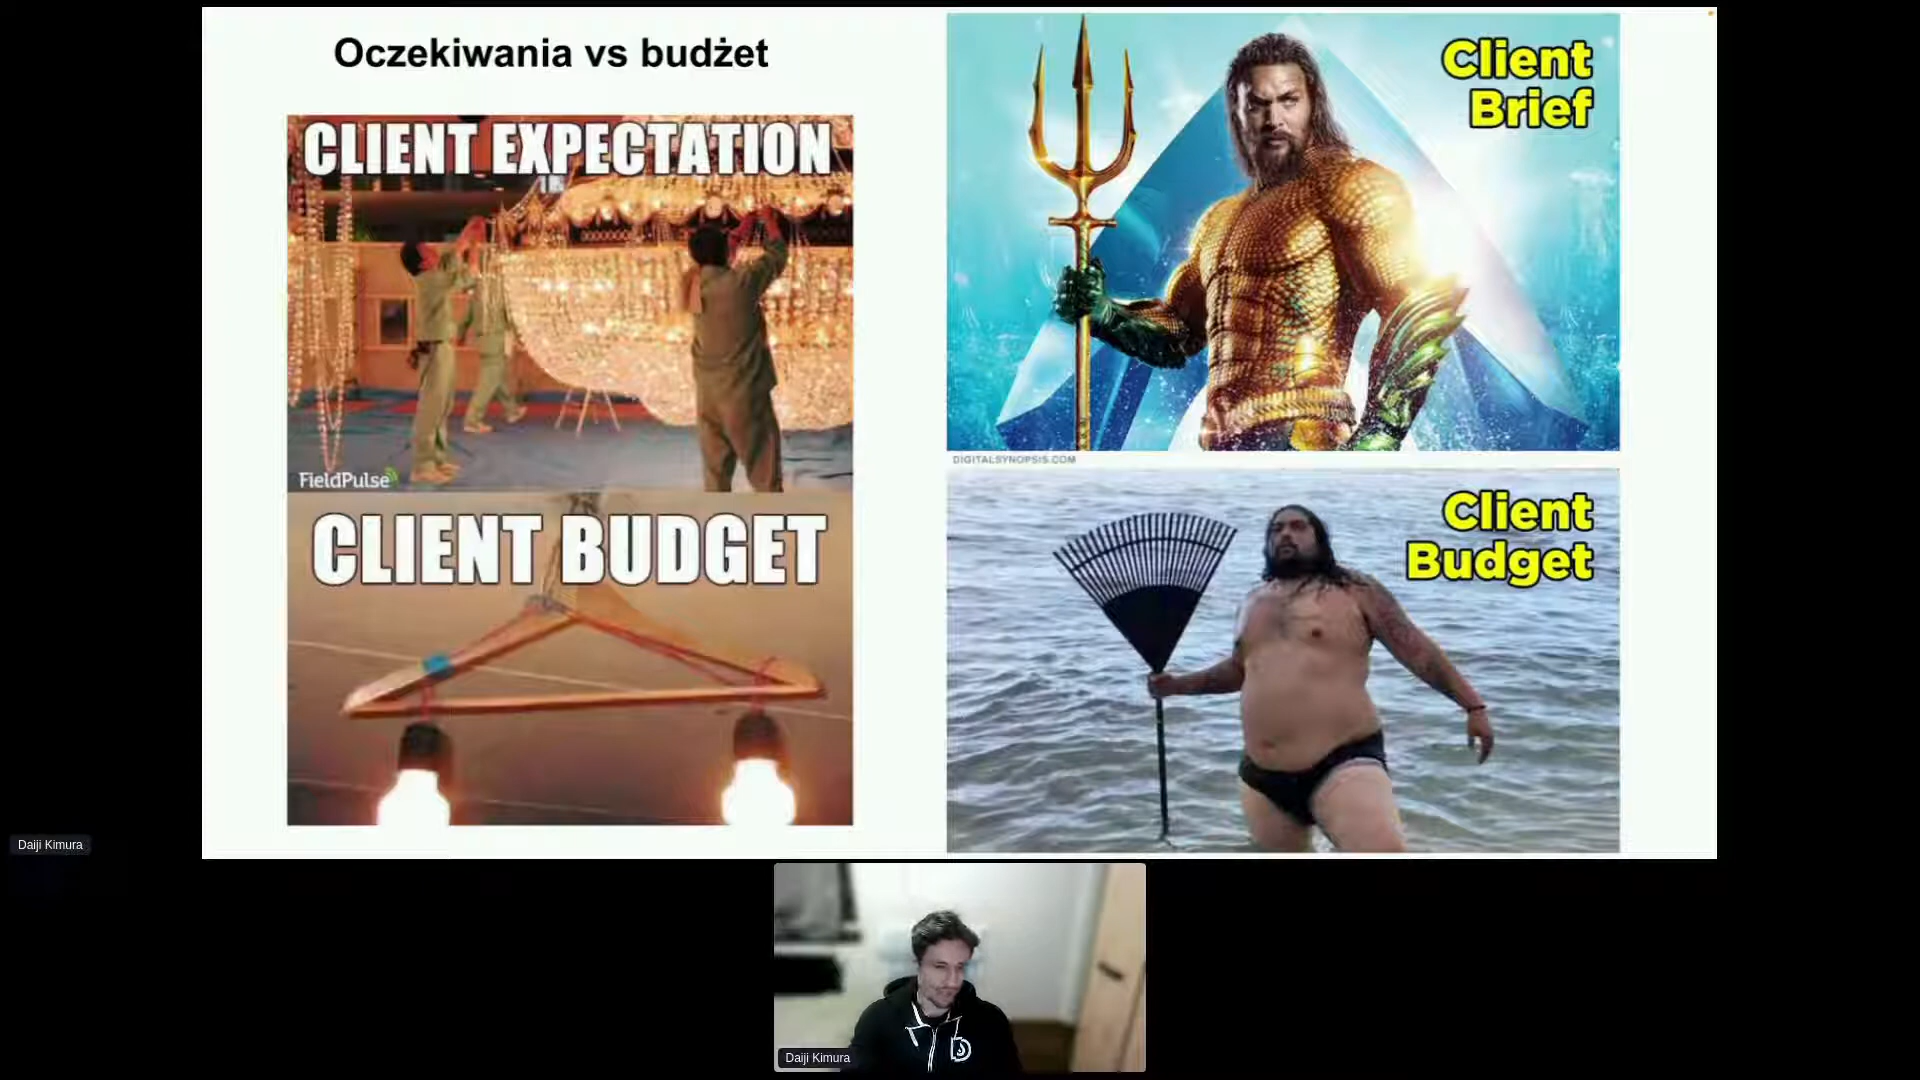 Oczekiwania vs budżet
CLIENT EXPECTATION
FieldPulse
CLIENT BUDGET
Client
Brief
DIGITALSYNOPSIS.COM
Client
Budget
Daiji Kimura
Daiji Kimura